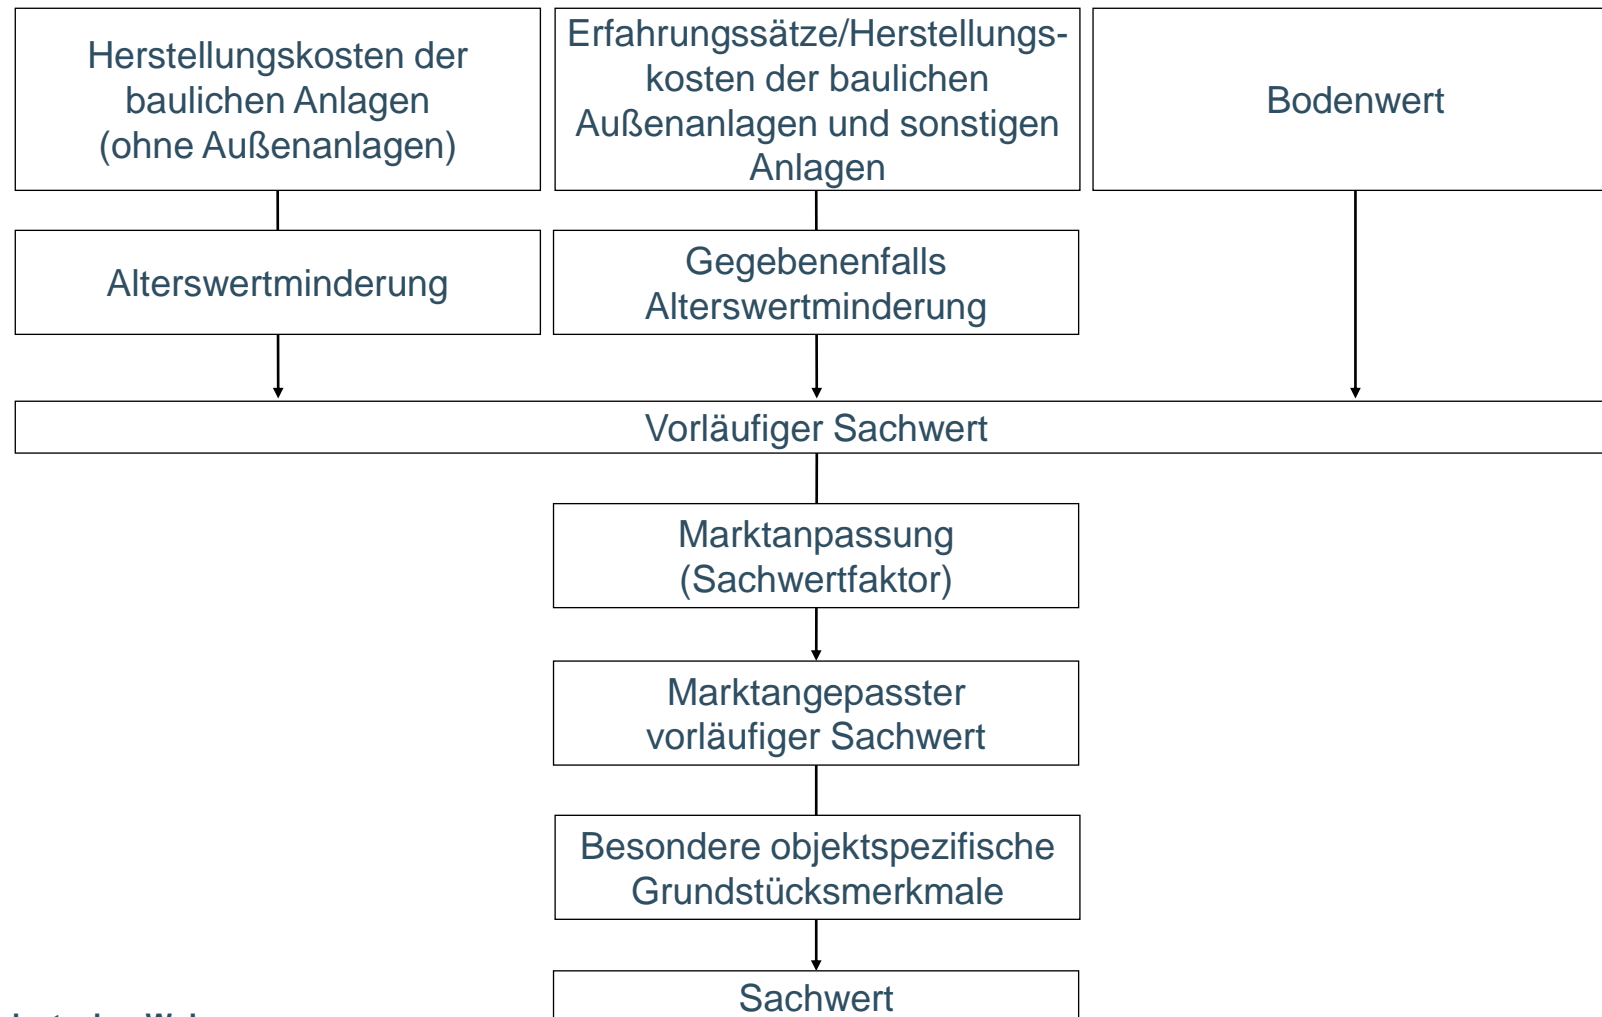 Herstellungskosten der
baulichen Anlagen
(ohne Außenanlagen)
Erfahrungssätze/Herstellungs-
kosten der baulichen
Außenanlagen und sonstigen
Anlagen
Bodenwert
Alterswertminderung
Gegebenenfalls
Alterswertminderung
Vorläufiger Sachwert
Marktanpassung
(Sachwertfaktor)
Marktangepasster
vorläufiger Sachwert
Besondere objektspezifische
Grundstücksmerkmale
Sachwert